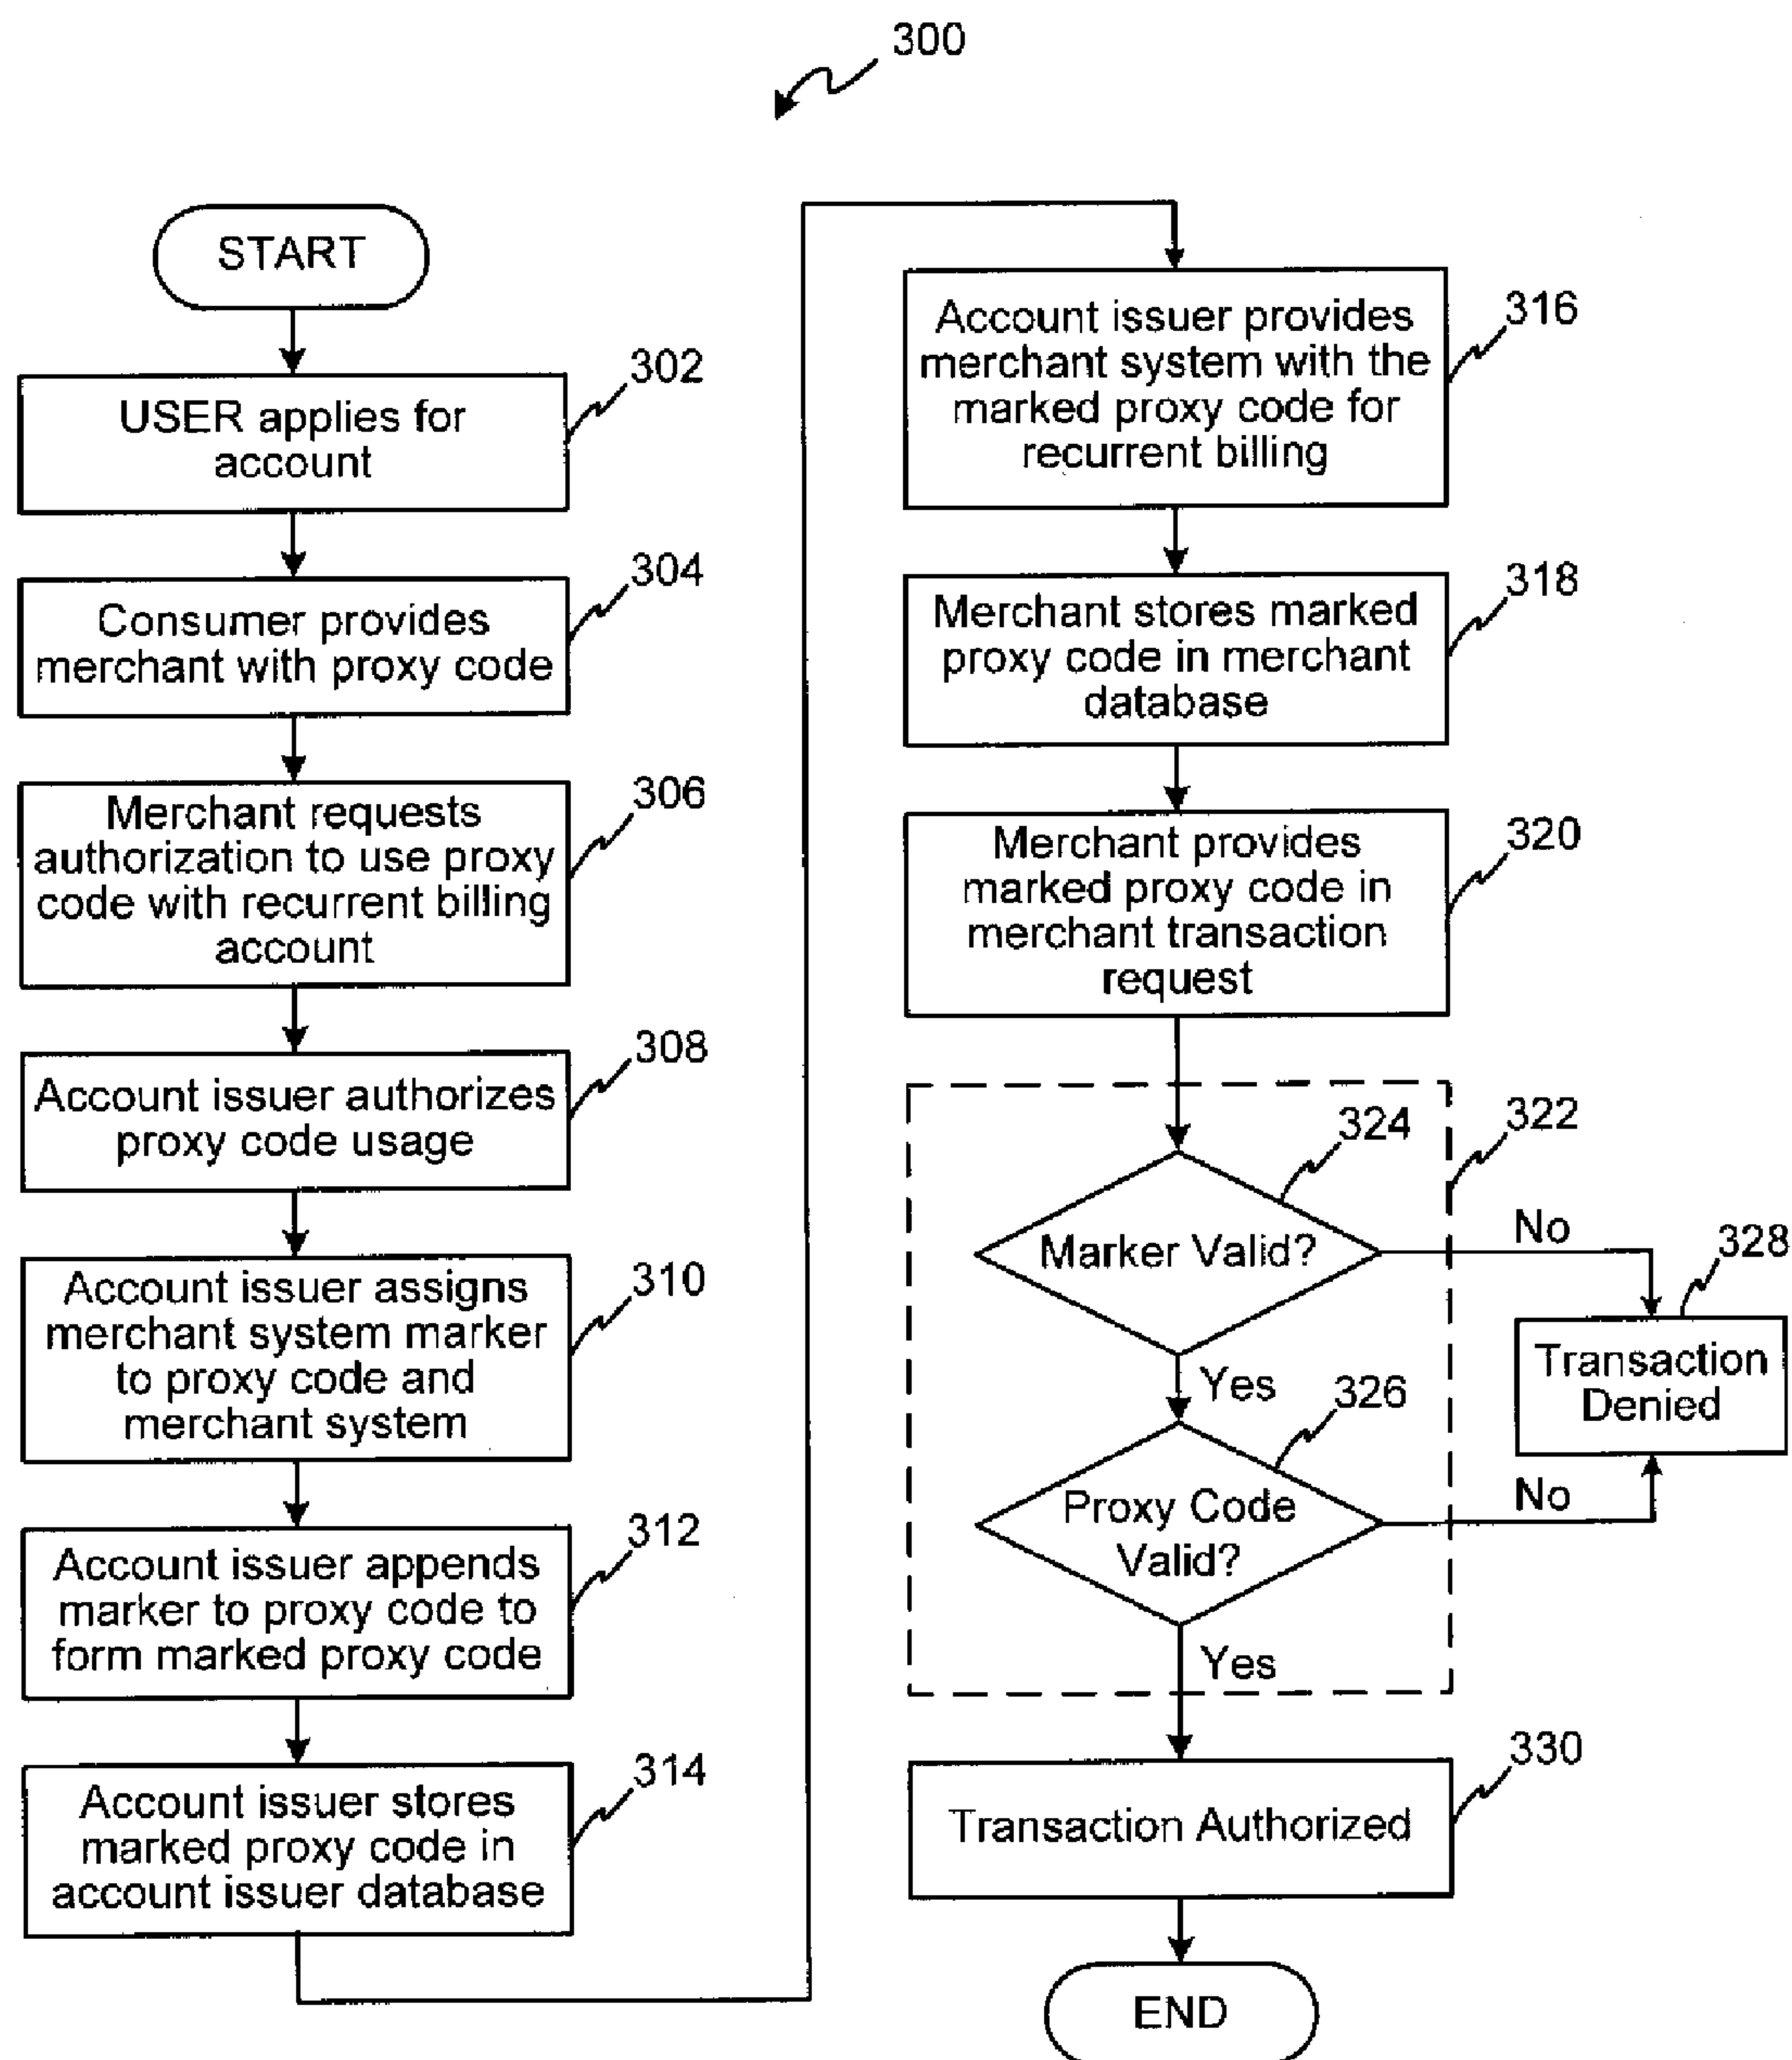 300
START
302
USER applies for
account
304
Consumer provides
merchant with proxy code
306
Merchant requests
authorization to use proxy
code with recurrent billing
account
308
Account issuer authorizes
proxy code usage
310
Account issuer assigns
merchant system marker
to proxy code and
merchant system
312
Account issuer appends
marker to proxy code to
form marked proxy code
314
Account issuer stores
marked proxy code in
account issuer database
316
Account issuer provides
merchant system with the
marked proxy code for
recurrent billing
318
Merchant stores marked
proxy code in merchant
database
320
Merchant provides
marked proxy code in
merchant transaction
request
322
324
Marker Valid?
No
328
Transaction
Denied
Yes
326
Proxy Code
Valid?
No
Yes
330
Transaction Authorized
END